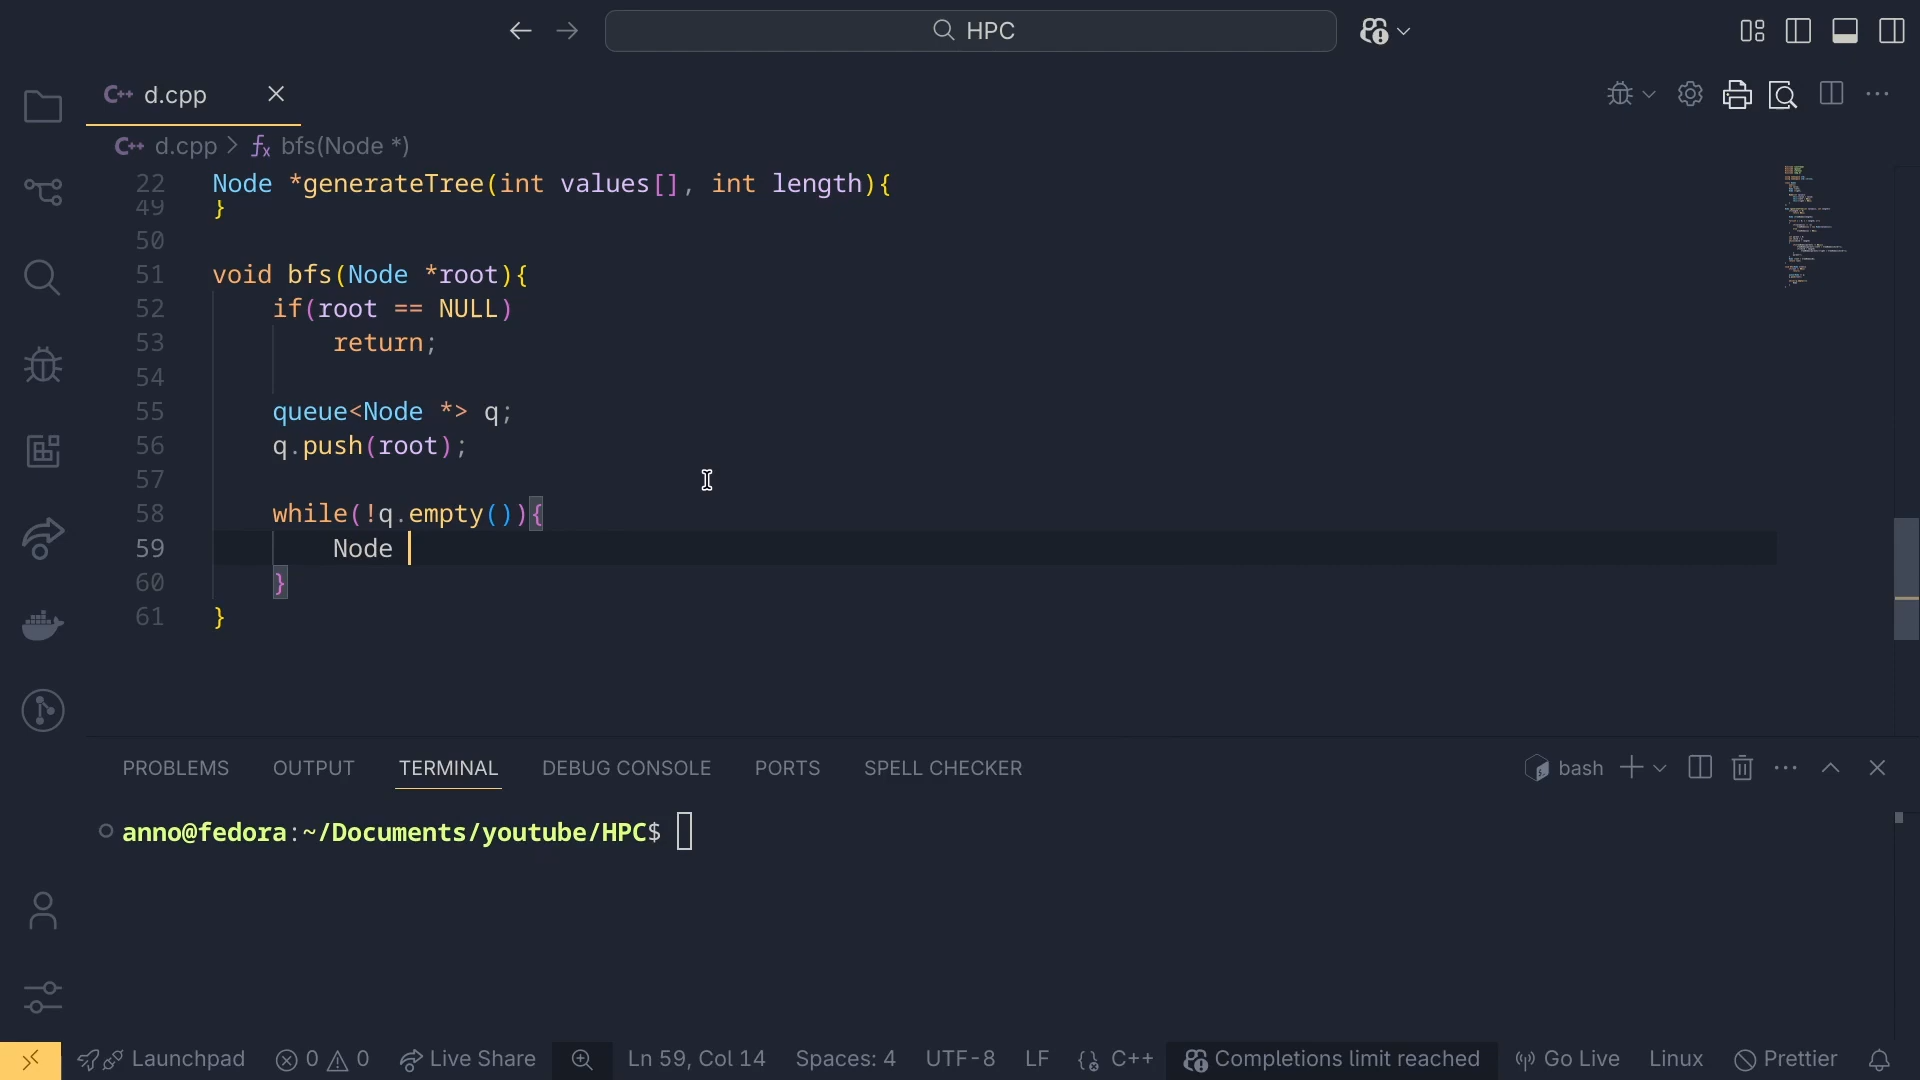 HPC
C++ d.cpp
C++ d.cpp > fx bfs(Node *)
22 Node *generateTree(int values[], int length){
49 }
50
51 void bfs(Node *root){
52 if(root == NULL)
53 return;
54
55 queue<Node *> q;
56 q.push(root);
57
58 while(!q.empty()){
59 Node
60 }
61 }
PROBLEMS OUTPUT TERMINAL DEBUG CONSOLE PORTS SPELL CHECKER bash
anno@fedora:~/Documents/youtube/HPC$
Launchpad 0 0 Live Share Ln 59, Col 14 Spaces: 4 UTF-8 LF {} C++ Completions limit reached Go Live Linux Prettier